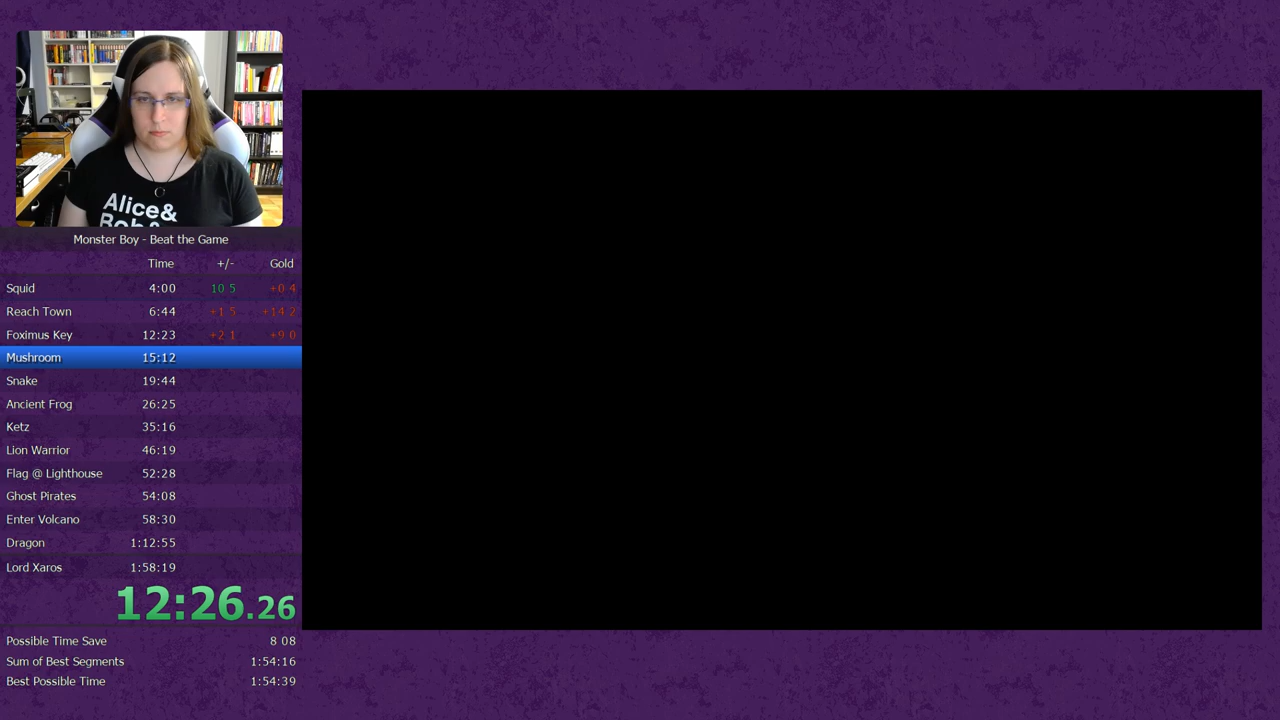 Alice&
Bob&
Monster Boy - Beat the Game
Time +/- Gold
Squid 4:00 10 5 +0 4
Reach Town 6:44 +1 5 +14 2
Foximus Key 12:23 +2 1 +9 0
Mushroom 15:12
Snake 19:44
Ancient Frog 26:25
Ketz 35:16
Lion Warrior 46:19
Flag @ Lighthouse 52:28
Ghost Pirates 54:08
Enter Volcano 58:30
Dragon 1:12:55
Lord Xaros 1:58:19
12:26.26
Possible Time Save 8 08
Sum of Best Segments 1:54:16
Best Possible Time 1:54:39